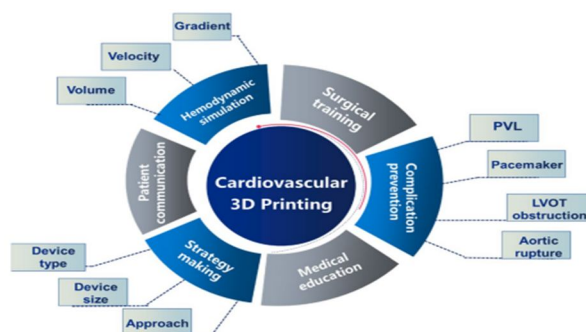 Gradient
Velocity
Volume
Hemodynamic
simulation
Surgical
training
Complication
prevention
PVL
Pacemaker
LVOT
obstruction
Aortic
rupture
Patient
communication
Cardiovascular
3D Printing
Medical
education
Strategy
making
Device
type
Device
size
Approach